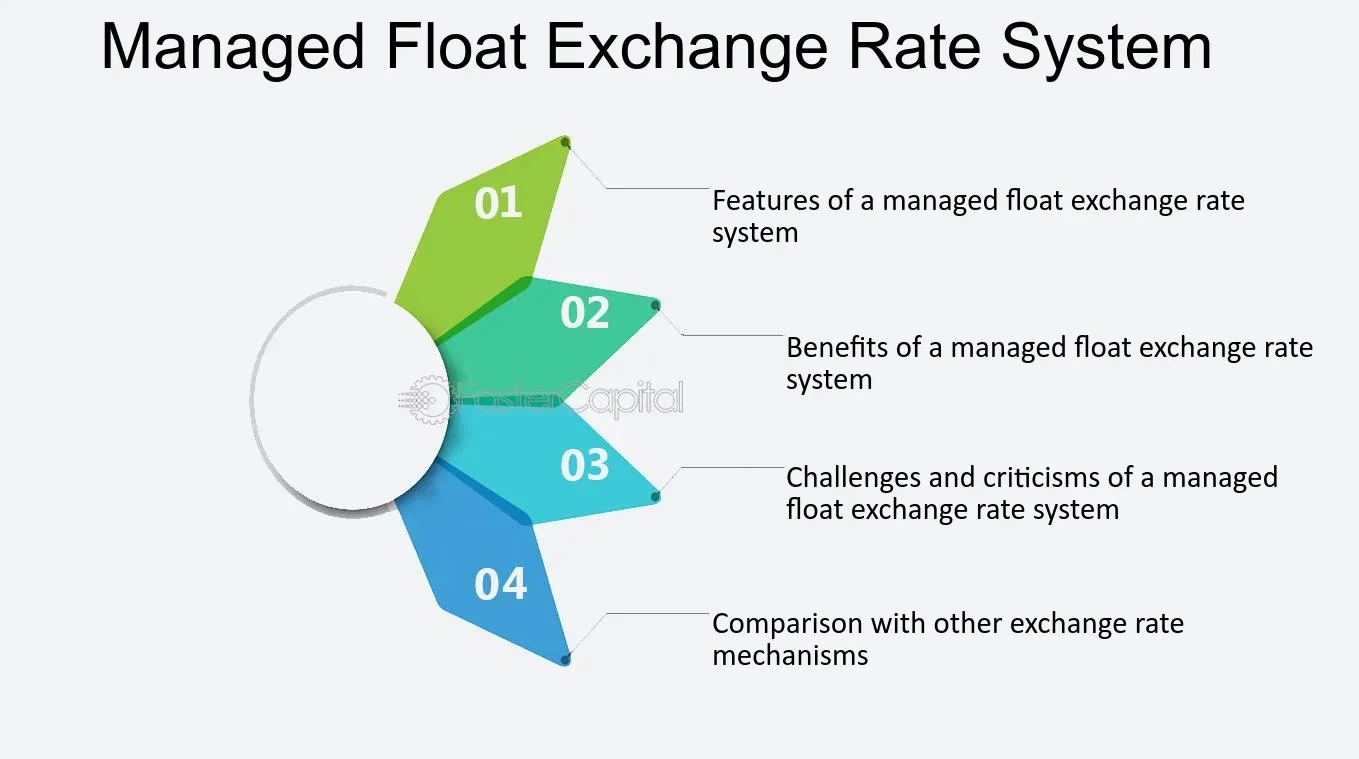 Managed Float Exchange Rate System
01
Features of a managed float exchange rate
system
02
Benefits of a managed float exchange rate
system
FasterCapital
03
Challenges and criticisms of a managed
float exchange rate system
04
Comparison with other exchange rate
mechanisms